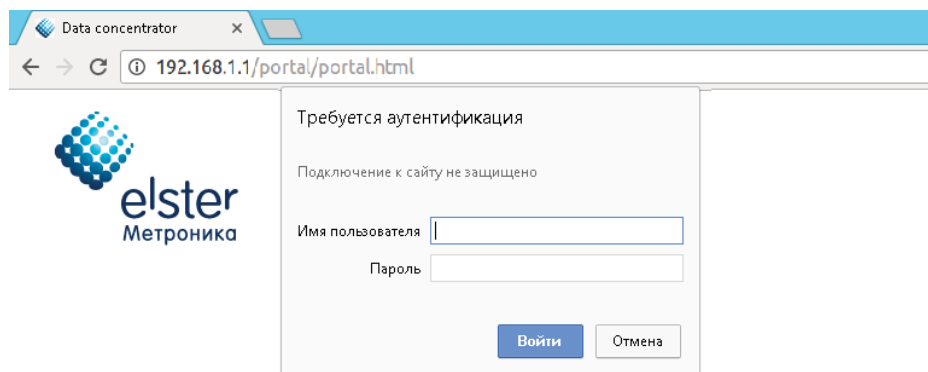 Data concentrator
192.168.1.1/portal/portal.html
elster
Метроника
Требуется аутентификация
Подключение к сайту не защищено
Имя пользователя
Пароль
Войти
Отмена